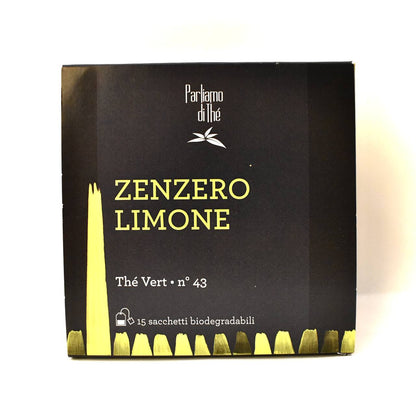 Parliamo
di Thé
ZENZERO
LIMONE
Thé Vert • n° 43
15 sacchetti biodegradabili